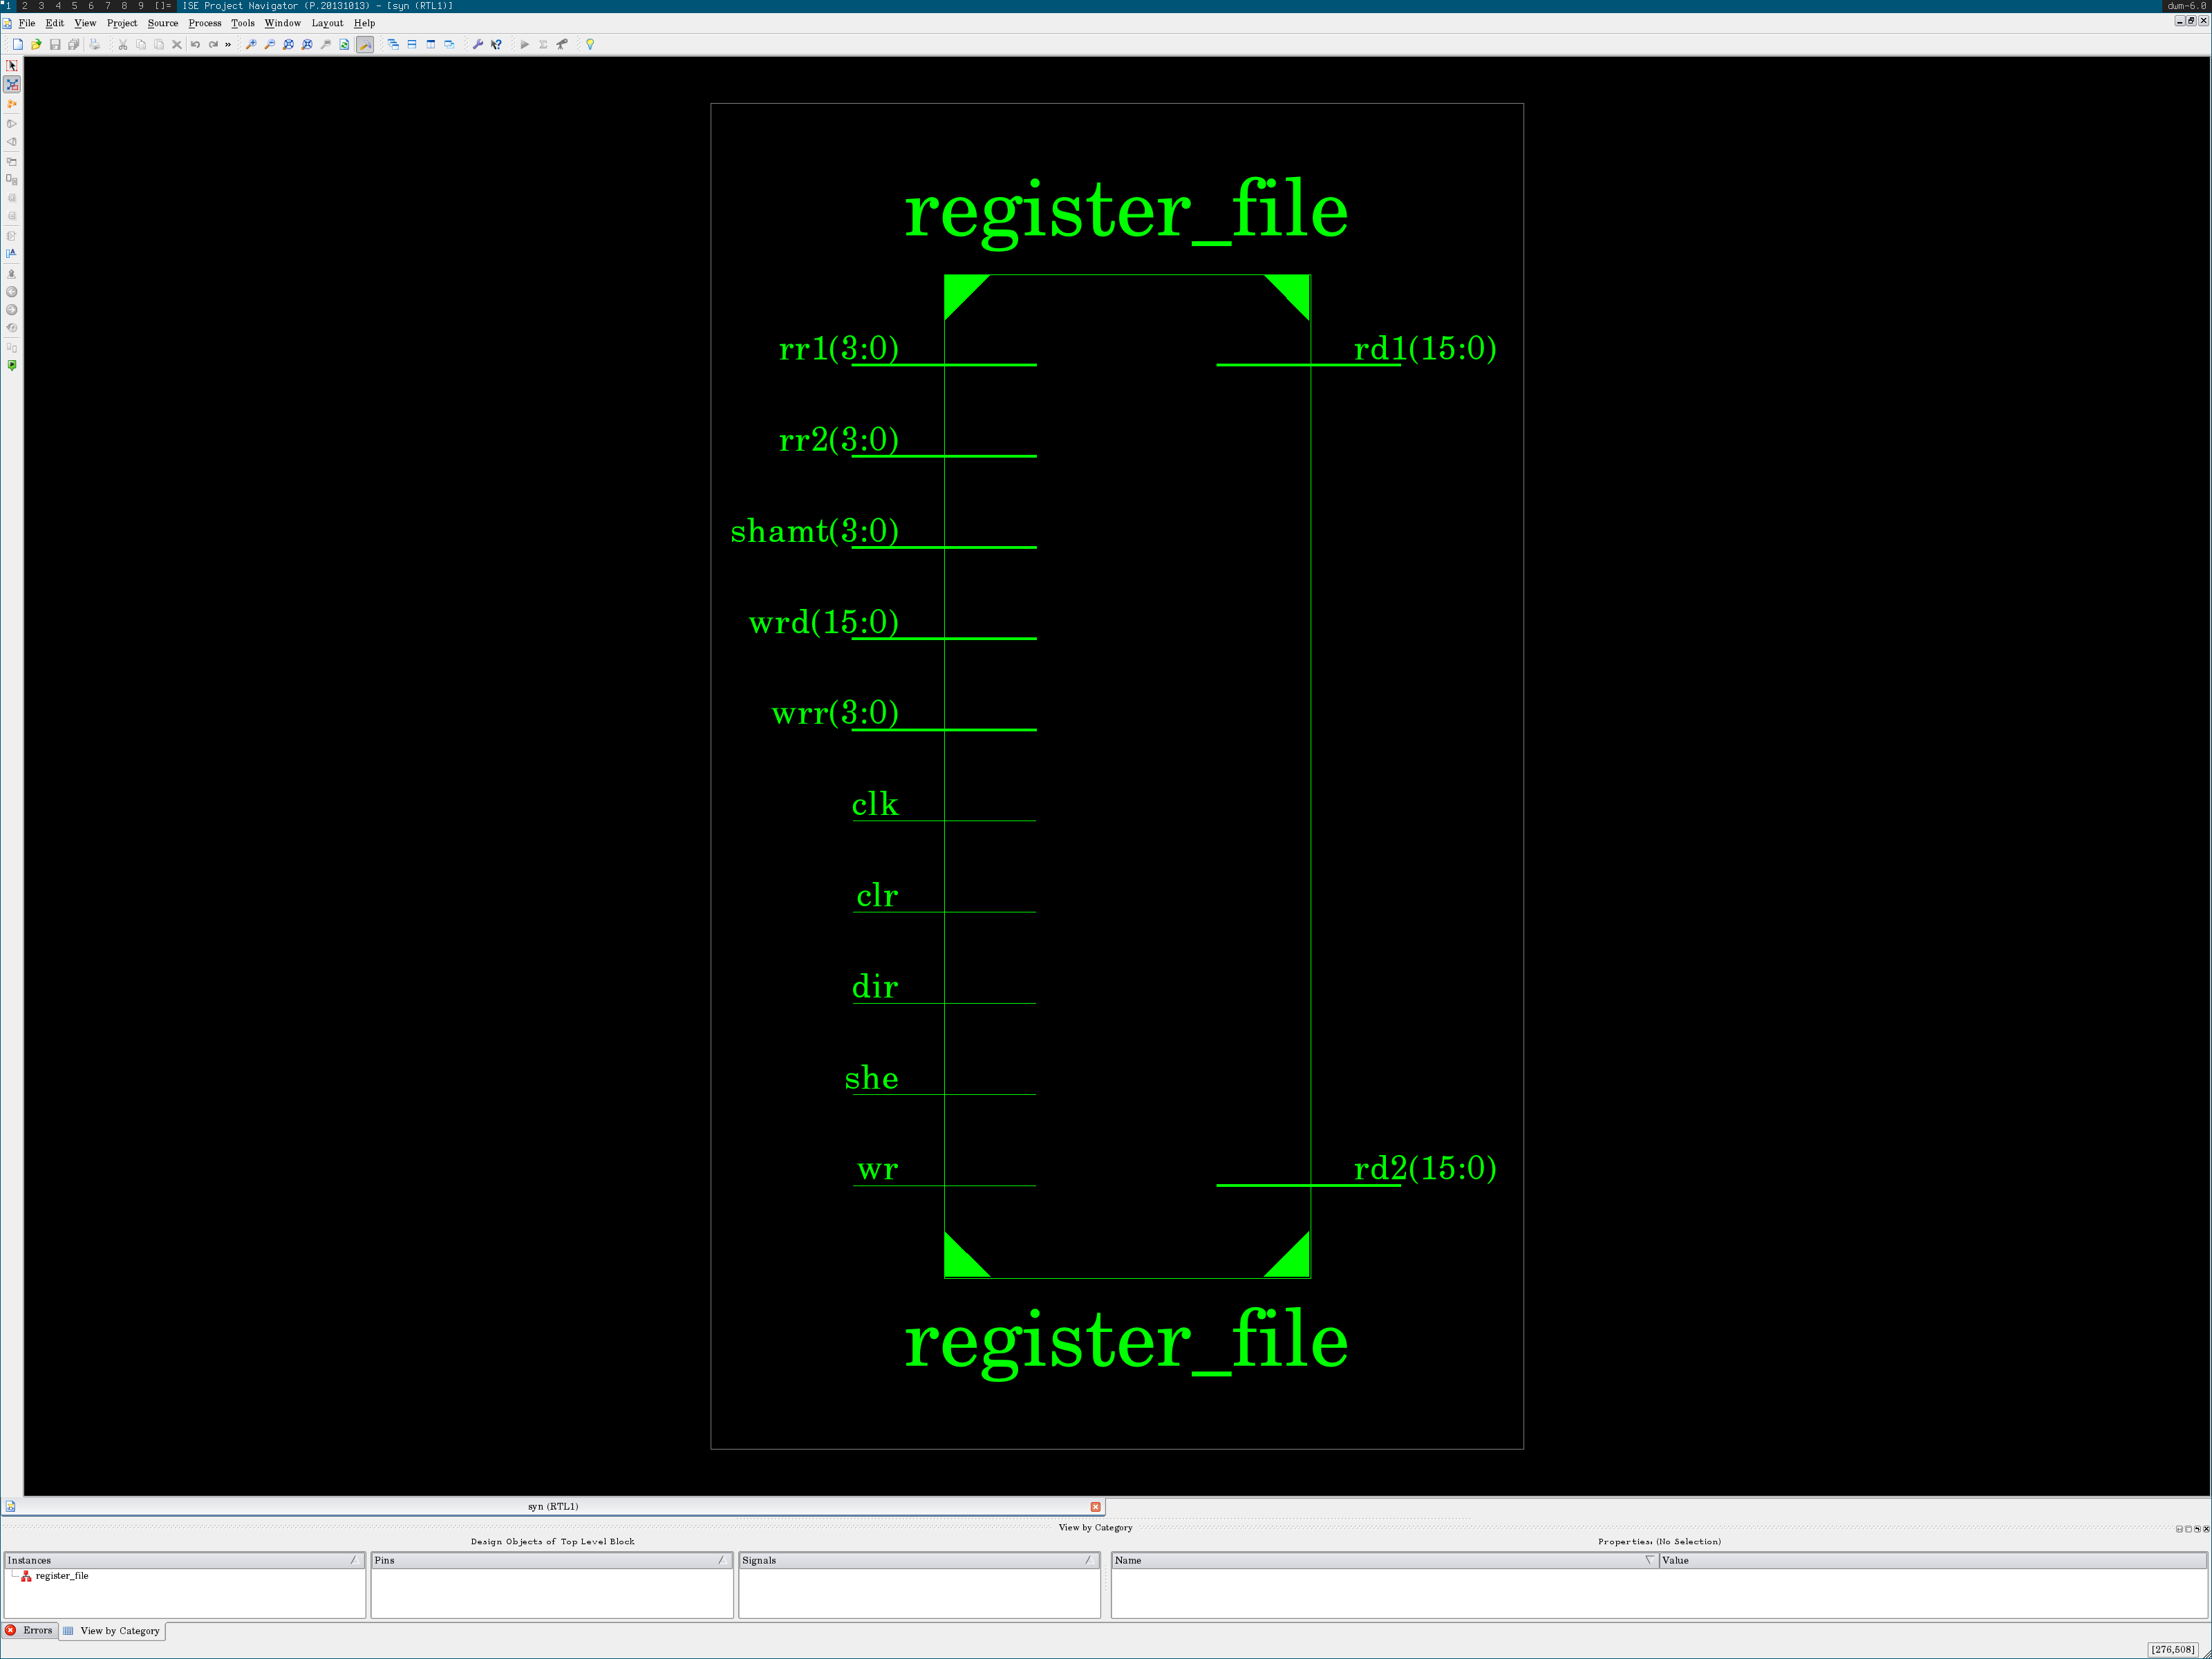 1 2 3 4 5 6 7 8 9 []= ISE Project Navigator (P.20131013) - [syn (RTL1)] dwm-6.0
File Edit View Project Source Process Tools Window Layout Help
register_file
rr1(3:0) rd1(15:0)
rr2(3:0)
shamt(3:0)
wrd(15:0)
wrr(3:0)
clk
clr
dir
she
wr rd2(15:0)
register_file
syn (RTL1)
View by Category
Design Objects of Top Level Block Properties: (No Selection)
Instances Pins Signals Name Value
register_file
Errors View by Category
[276,508]